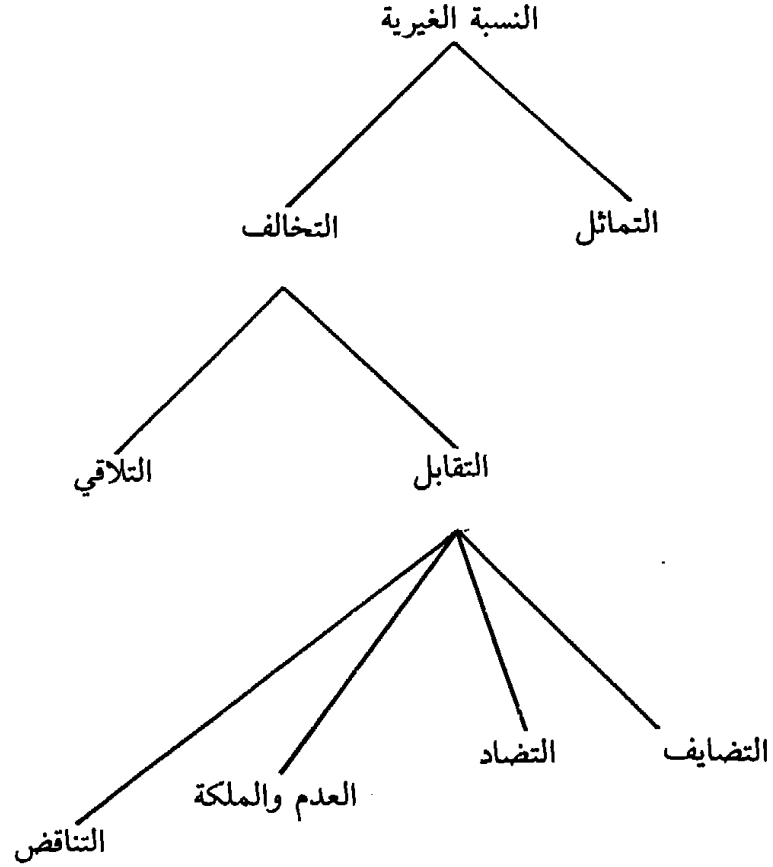 النسبة الغيرية
التماثل
التخالف
التقابل
التلاقي
التضايف
التضاد
العدم والملكة
التناقض